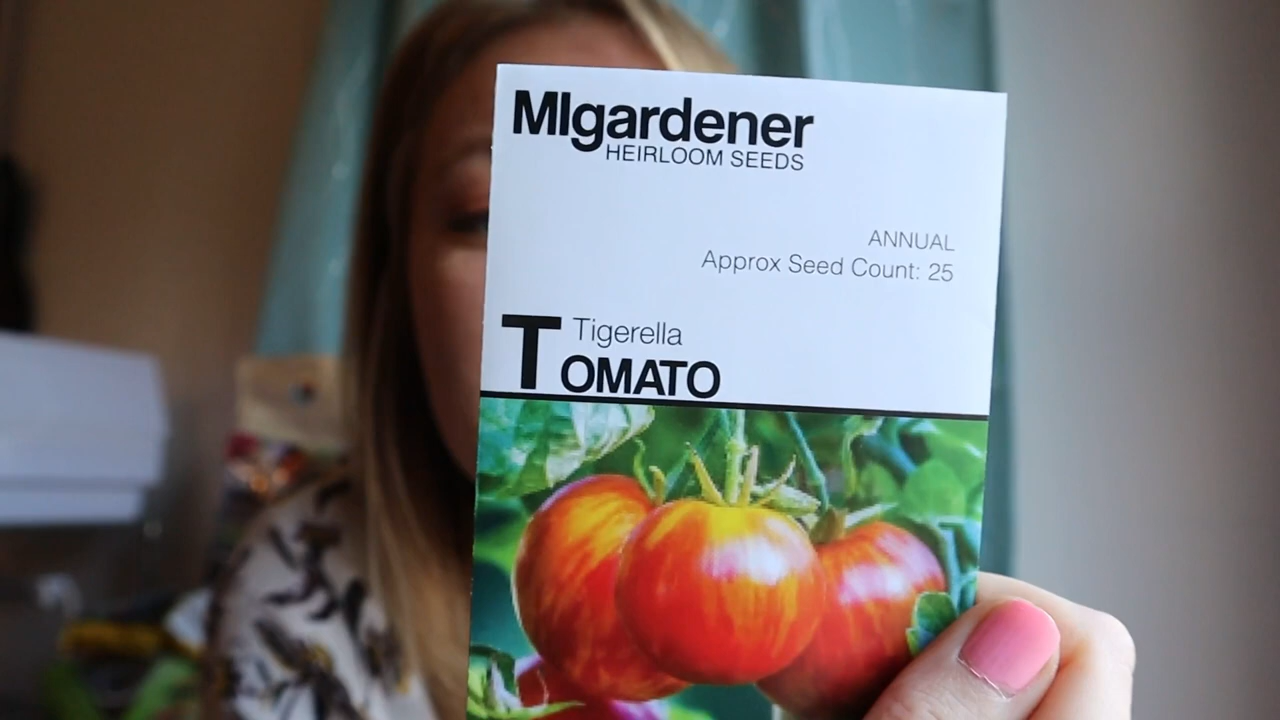 MIgardener
HEIRLOOM SEEDS
ANNUAL
Approx Seed Count: 25
Tigerella
TOMATO